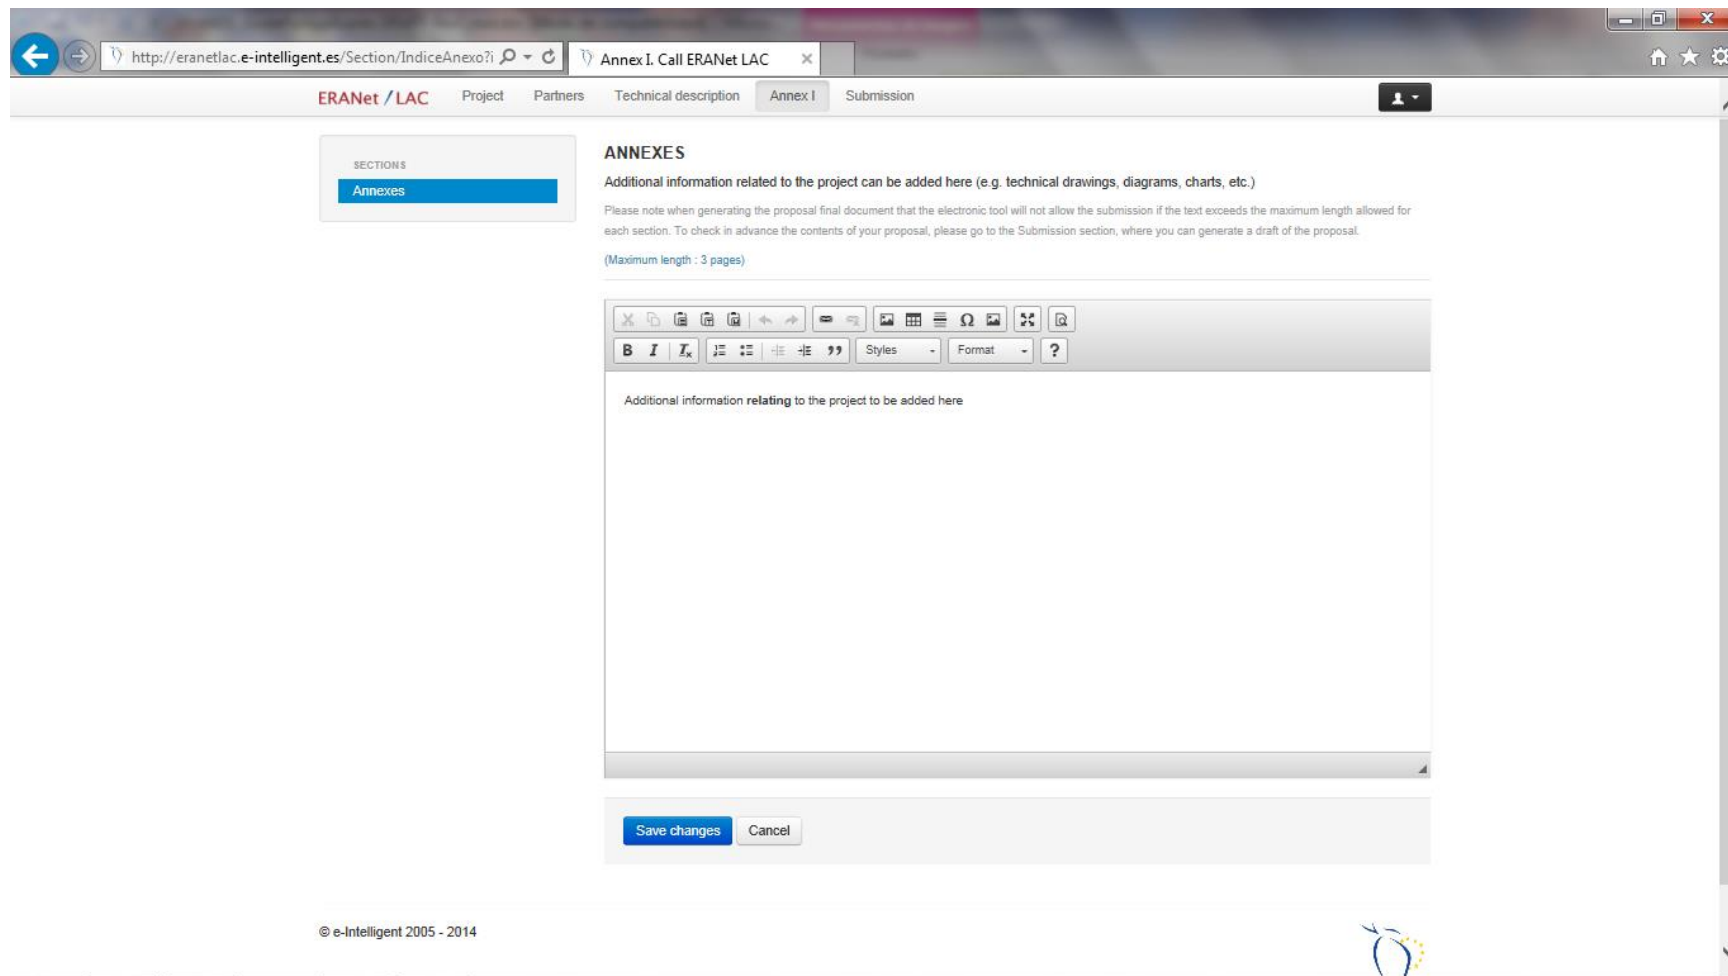 http://eranetlac.e-intelligent.es/Section/IndiceAnexo?i
Annex I. Call ERANet LAC
ERANet / LAC Project Partners Technical description Annex I Submission
SECTIONS
Annexes
ANNEXES
Additional information related to the project can be added here (e.g. technical drawings, diagrams, charts, etc.)
Please note when generating the proposal final document that the electronic tool will not allow the submission if the text exceeds the maximum length allowed for
each section. To check in advance the contents of your proposal, please go to the Submission section, where you can generate a draft of the proposal.
(Maximum length : 3 pages)
Ω
B I Tx Styles Format ?
Additional information relating to the project to be added here
Save changes Cancel
© e-Intelligent 2005 - 2014